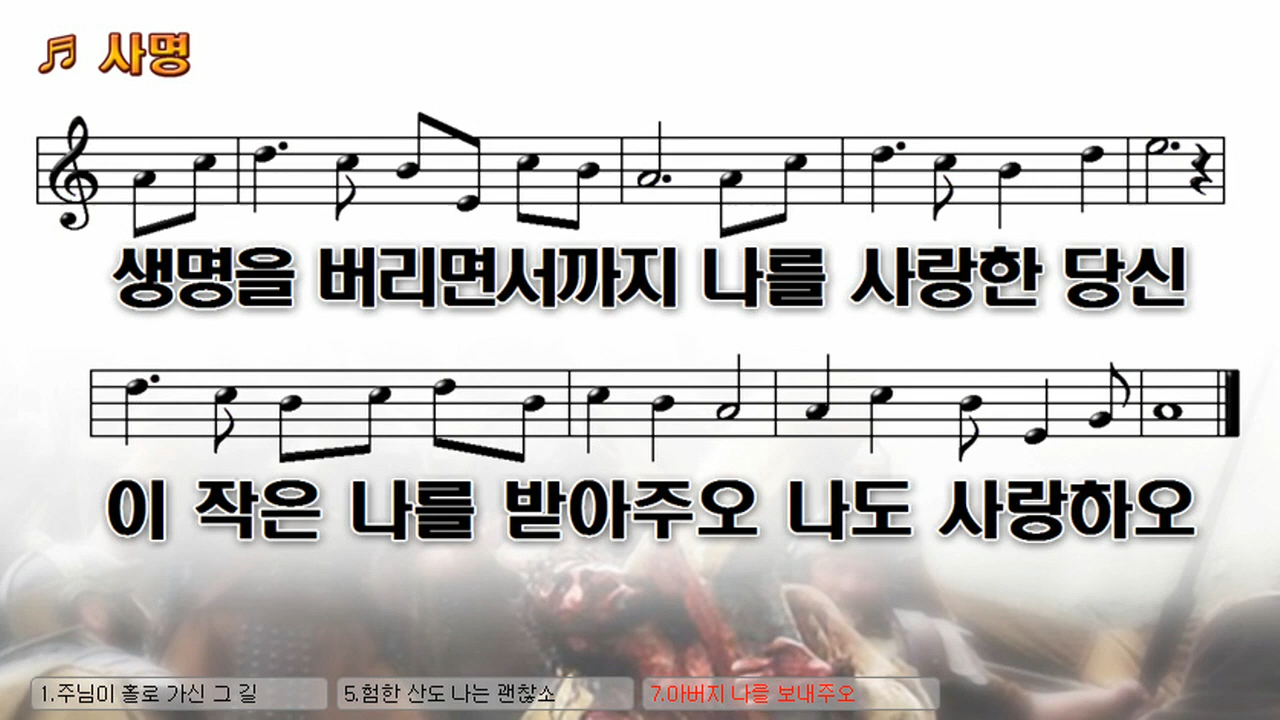 ♬ 사명
생명을 버리면서까지 나를 사랑한 당신
이 작은 나를 받아주오 나도 사랑하오
1.주님이 홀로 가신 그 길
5.험한 산도 나는 괜찮소
7.아버지 나를 보내주오